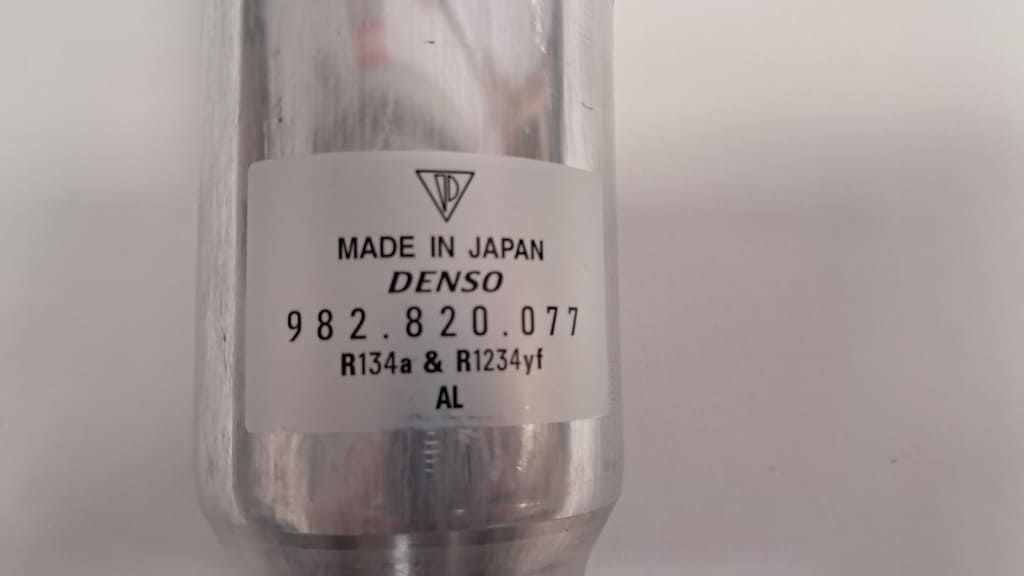 MADE IN JAPAN
DENSO
982.820.077
R134a & R1234yf
AL